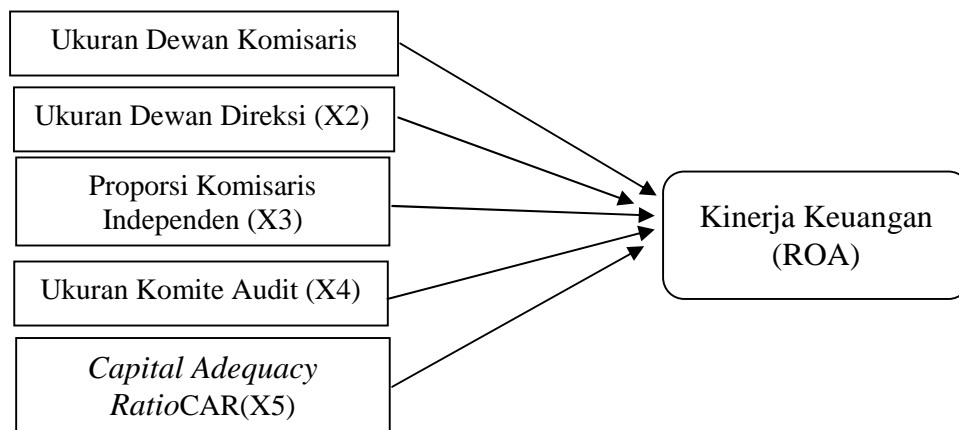 Ukuran Dewan Komisaris
Ukuran Dewan Direksi (X2)
Proporsi Komisaris
Independen (X3)
Ukuran Komite Audit (X4)
Capital Adequacy
RatioCAR(X5)
Kinerja Keuangan
(ROA)